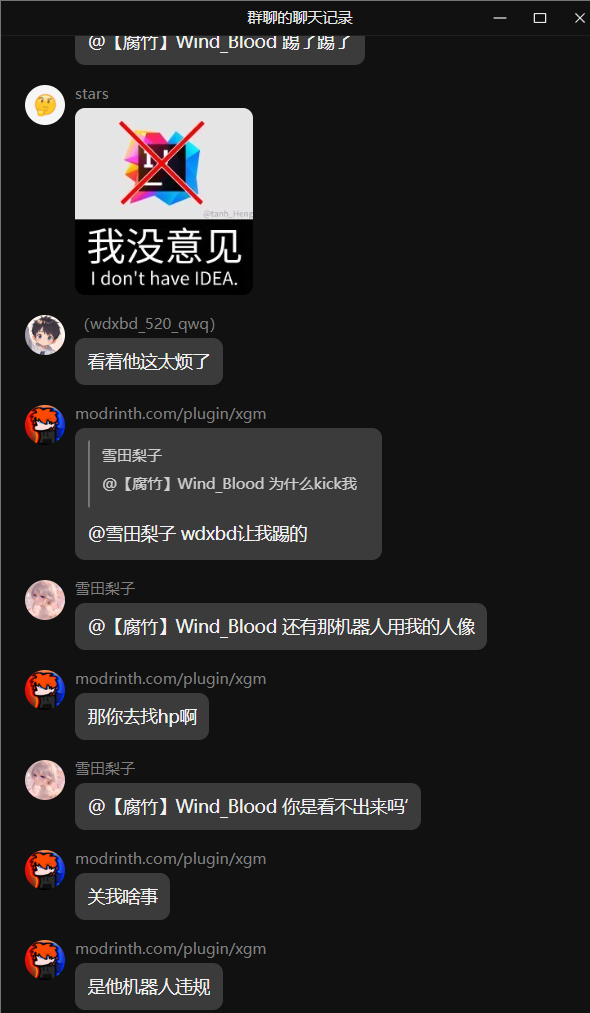 群聊的聊天记录
@【腐竹】Wind_Blood 踢了踢了
stars
IJ
@tanh_Heng
我没意见
I don't have IDEA.
（wdxbd_520_qwq）
看着他这太烦了
modrinth.com/plugin/xgm
雪田梨子
@【腐竹】Wind_Blood 为什么kick我
@雪田梨子 wdxbd让我踢的
雪田梨子
@【腐竹】Wind_Blood 还有那机器人用我的人像
modrinth.com/plugin/xgm
那你去找hp啊
雪田梨子
@【腐竹】Wind_Blood 你是看不出来吗‘
modrinth.com/plugin/xgm
关我啥事
modrinth.com/plugin/xgm
是他机器人违规